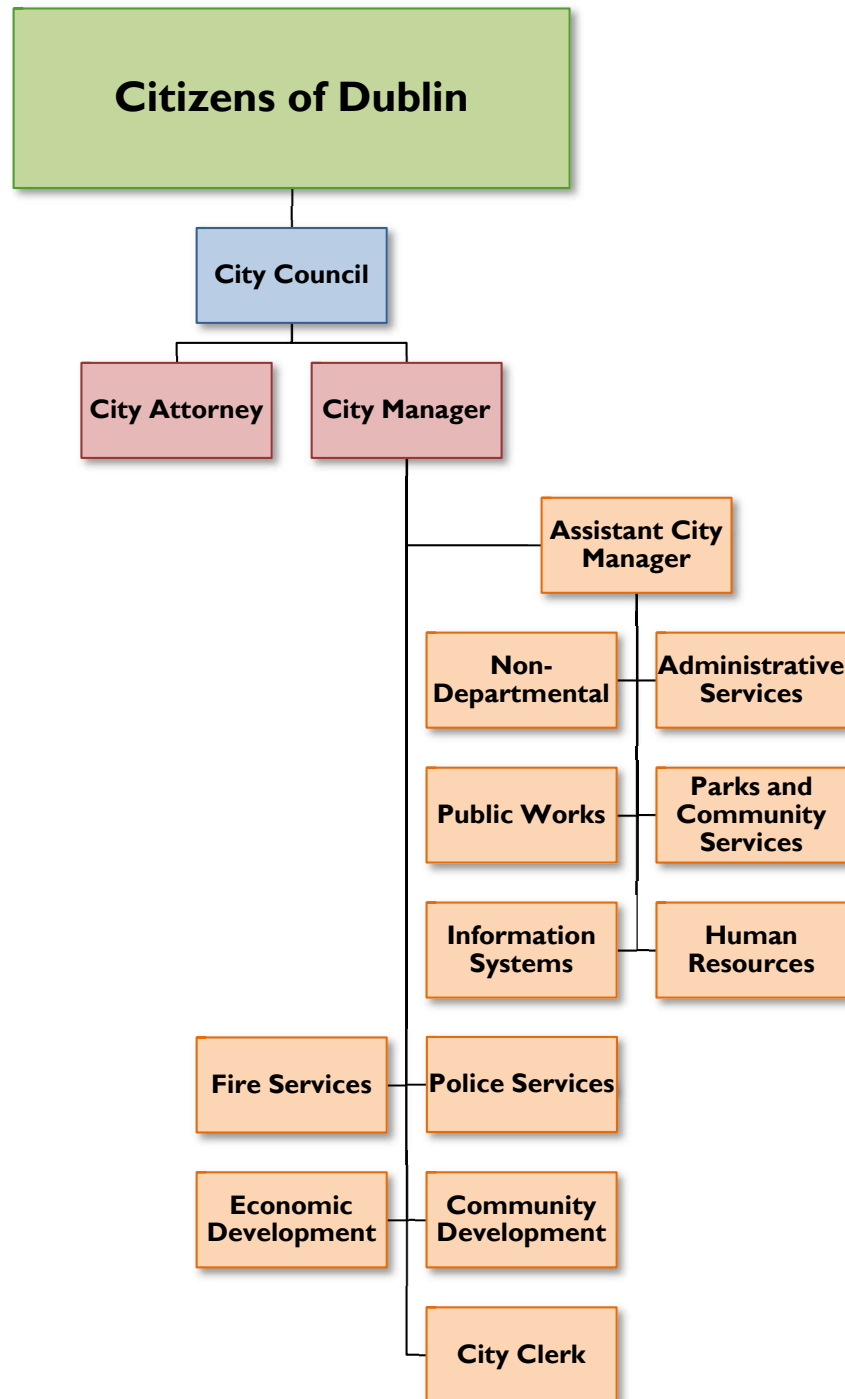 Citizens of Dublin
City Council
City Attorney
City Manager
Assistant City
Manager
Non-
Departmental
Administrative
Services
Public Works
Parks and
Community
Services
Information
Systems
Human
Resources
Fire Services
Police Services
Economic
Development
Community
Development
City Clerk